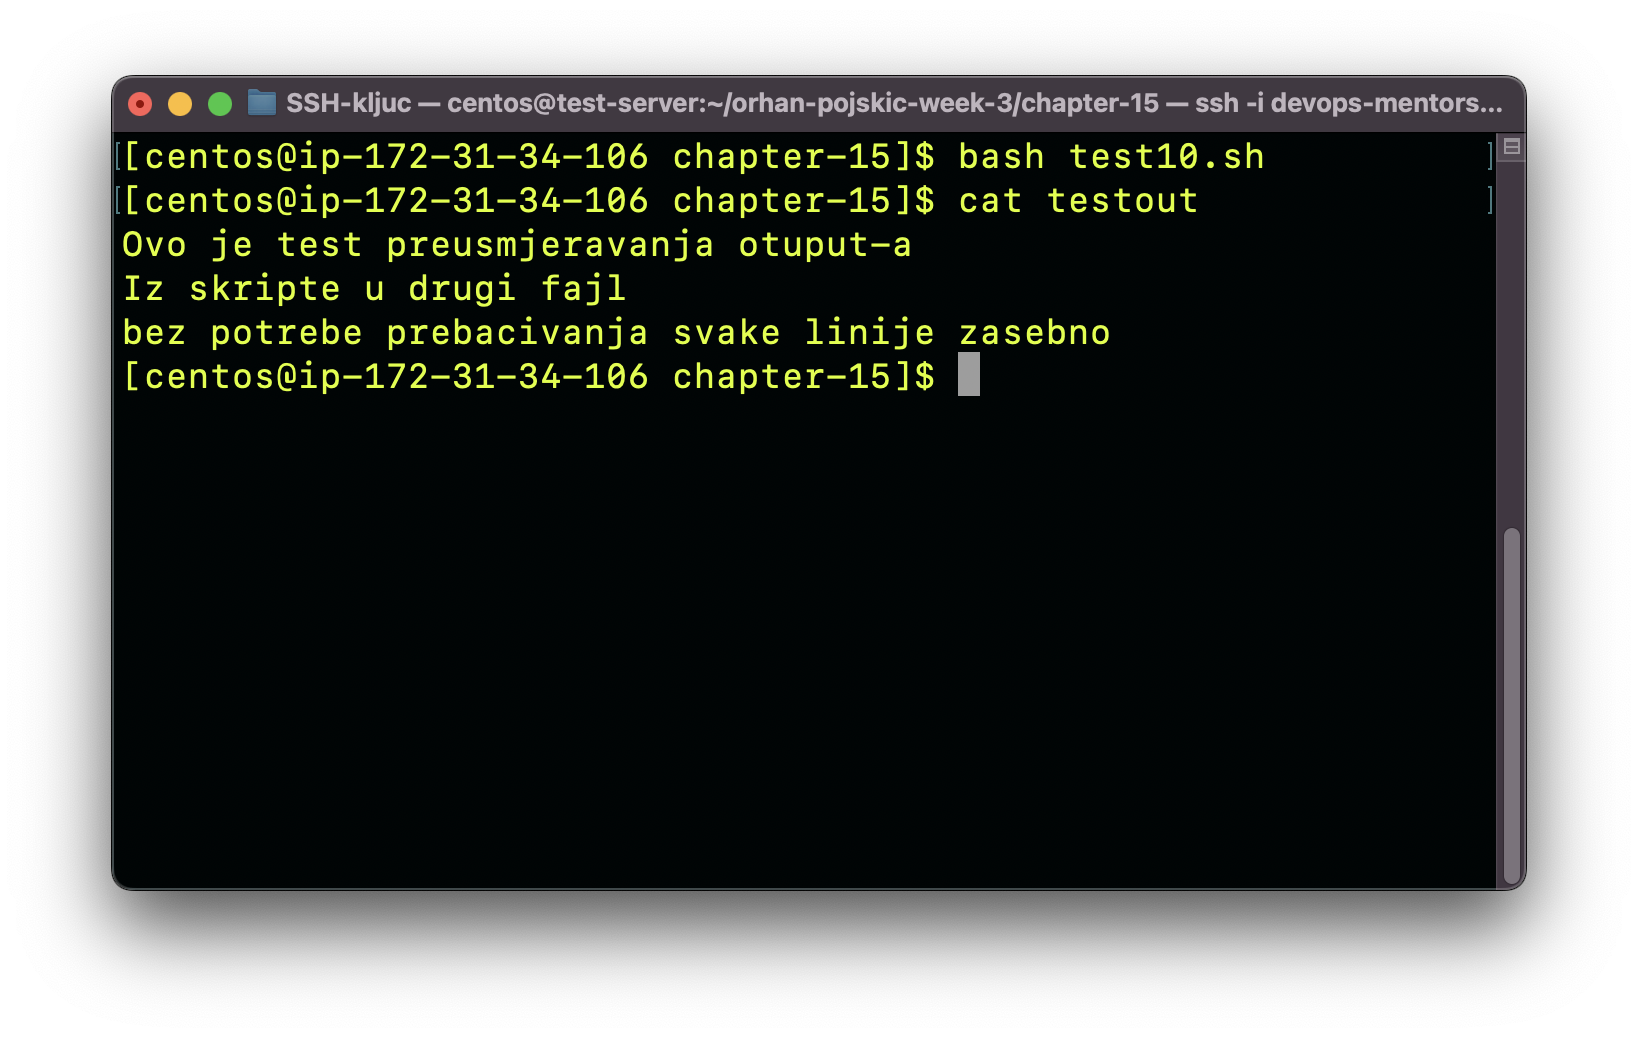 SSH-kljuc — centos@test-server:~/orhan-pojskic-week-3/chapter-15 — ssh -i devops-mentors...
[centos@ip-172-31-34-106 chapter-15]$ bash test10.sh
[centos@ip-172-31-34-106 chapter-15]$ cat testout
Ovo je test preusmjeravanja otuput-a
Iz skripte u drugi fajl
bez potrebe prebacivanja svake linije zasebno
[centos@ip-172-31-34-106 chapter-15]$